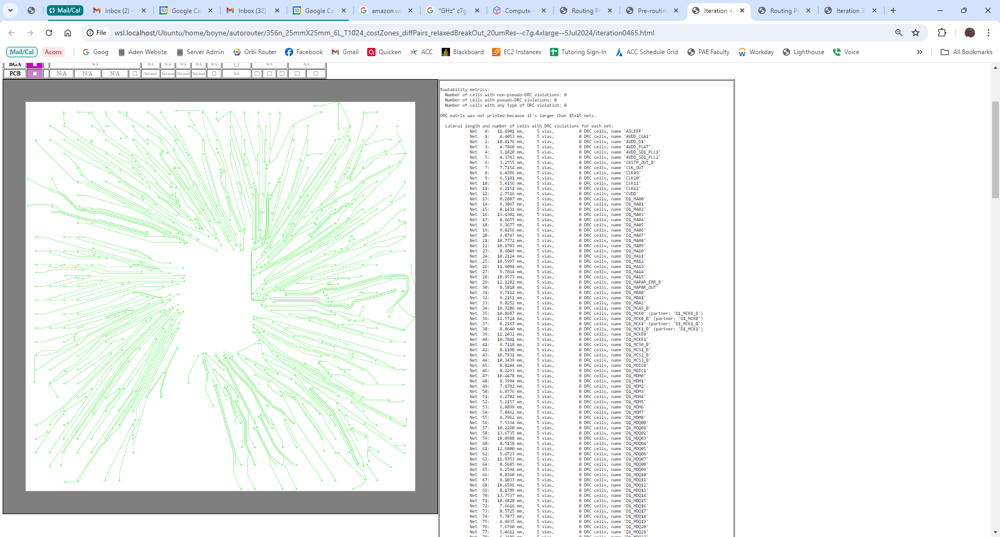 Mail/Cal
Inbox (2) -
Google Ca
Inbox (32)
Google Ca
amazon w
"GHz" c7g
Compute -
Routing P
Pre-routin
Iteration 4
Routing P
Iteration 3
File
wsl.localhost/Ubuntu/home/boyne/autorouter/356n_25mmX25mm_6L_T1024_costZones_diffPairs_relaxedBreakOut_20umRes--c7g.4xlarge--5Jul2024/iteration0465.html
Mail/Cal Acorn Goog Aden Website Server Admin Orbi Router Facebook Gmail Quicken ACC Blackboard EC2 Instances Tutoring Sign-In ACC Schedule Grid PAE Faculty Workday Lighthouse Voice All Bookmarks
BGA N/A N/A N/A N/A N/A N/A N/A N/A
PCB N/A N/A N/A Not used Not used Not used Not used N/A
Routability metrics:
Number of cells with non-pseudo-DRC violations: 0
Number of cells with pseudo-DRC violations: 0
Number of cells with any type of DRC violation: 0
DRC matrix was not printed because it's larger than 15x15 nets.
Lateral length and number of cells with DRC violations for each net:
Net 0: 11.6901 mm, 5 vias, 0 DRC cells, name 'ASLEEP'
Net 1: 4.4053 mm, 5 vias, 0 DRC cells, name 'AVDD_CGA1'
Net 2: 10.4176 mm, 5 vias, 0 DRC cells, name 'AVDD_D1'
Net 3: 4.7860 mm, 5 vias, 0 DRC cells, name 'AVDD_PLAT'
Net 4: 3.1820 mm, 5 vias, 0 DRC cells, name 'AVDD_SD1_PLL1'
Net 5: 4.3743 mm, 5 vias, 0 DRC cells, name 'AVDD_SD1_PLL2'
Net 6: 3.2555 mm, 5 vias, 0 DRC cells, name 'CKSTP_OUT_B'
Net 7: 7.7154 mm, 5 vias, 0 DRC cells, name 'CLK_OUT'
Net 8: 6.4396 mm, 5 vias, 0 DRC cells, name 'CLK09'
Net 9: 6.5101 mm, 5 vias, 0 DRC cells, name 'CLK10'
Net 10: 5.4156 mm, 5 vias, 0 DRC cells, name 'CLK11'
Net 11: 6.2151 mm, 5 vias, 0 DRC cells, name 'CLK12'
Net 12: 2.7516 mm, 5 vias, 0 DRC cells, name 'CVDD'
Net 13: 8.2887 mm, 5 vias, 0 DRC cells, name 'D1_MA00'
Net 14: 9.3067 mm, 5 vias, 0 DRC cells, name 'D1_MA01'
Net 15: 8.1431 mm, 5 vias, 0 DRC cells, name 'D1_MA02'
Net 16: 13.4302 mm, 5 vias, 0 DRC cells, name 'D1_MA03'
Net 17: 8.6655 mm, 5 vias, 0 DRC cells, name 'D1_MA04'
Net 18: 9.3677 mm, 5 vias, 0 DRC cells, name 'D1_MA05'
Net 19: 9.8256 mm, 5 vias, 0 DRC cells, name 'D1_MA06'
Net 20: 9.0747 mm, 5 vias, 0 DRC cells, name 'D1_MA07'
Net 21: 10.7772 mm, 5 vias, 0 DRC cells, name 'D1_MA08'
Net 22: 10.1703 mm, 5 vias, 0 DRC cells, name 'D1_MA09'
Net 23: 8.6049 mm, 5 vias, 0 DRC cells, name 'D1_MA10'
Net 24: 10.2124 mm, 5 vias, 0 DRC cells, name 'D1_MA11'
Net 25: 10.5997 mm, 5 vias, 0 DRC cells, name 'D1_MA12'
Net 26: 11.9094 mm, 5 vias, 0 DRC cells, name 'D1_MA13'
Net 27: 9.7014 mm, 5 vias, 0 DRC cells, name 'D1_MA14'
Net 28: 10.9573 mm, 5 vias, 0 DRC cells, name 'D1_MA15'
Net 29: 12.1282 mm, 5 vias, 0 DRC cells, name 'D1_MAPAR_ERR_B'
Net 30: 8.5818 mm, 5 vias, 0 DRC cells, name 'D1_MAPAR_OUT'
Net 31: 9.7112 mm, 5 vias, 0 DRC cells, name 'D1_MBA0'
Net 32: 9.2151 mm, 5 vias, 0 DRC cells, name 'D1_MBA1'
Net 33: 9.8252 mm, 5 vias, 0 DRC cells, name 'D1_MBA2'
Net 34: 10.7286 mm, 5 vias, 0 DRC cells, name 'D1_MCAS_B'
Net 35: 10.8687 mm, 5 vias, 0 DRC cells, name 'D1_MCK0' (partner: 'D1_MCK0_B')
Net 36: 11.5724 mm, 5 vias, 0 DRC cells, name 'D1_MCK0_B' (partner: 'D1_MCK0')
Net 37: 8.2167 mm, 5 vias, 0 DRC cells, name 'D1_MCK1' (partner: 'D1_MCK1_B')
Net 38: 8.8640 mm, 5 vias, 0 DRC cells, name 'D1_MCK1_B' (partner: 'D1_MCK1')
Net 39: 11.2032 mm, 5 vias, 0 DRC cells, name 'D1_MCKE0'
Net 40: 10.7841 mm, 5 vias, 0 DRC cells, name 'D1_MCKE1'
Net 41: 9.7118 mm, 5 vias, 0 DRC cells, name 'D1_MCS0_B'
Net 42: 8.1190 mm, 5 vias, 0 DRC cells, name 'D1_MCS1_B'
Net 43: 10.7931 mm, 5 vias, 0 DRC cells, name 'D1_MCS2_B'
Net 44: 10.3439 mm, 5 vias, 0 DRC cells, name 'D1_MCS3_B'
Net 45: 8.0244 mm, 5 vias, 0 DRC cells, name 'D1_MDIC0'
Net 46: 8.2293 mm, 5 vias, 0 DRC cells, name 'D1_MDIC1'
Net 47: 10.4478 mm, 5 vias, 0 DRC cells, name 'D1_MDM0'
Net 48: 9.3994 mm, 5 vias, 0 DRC cells, name 'D1_MDM1'
Net 49: 7.1702 mm, 5 vias, 0 DRC cells, name 'D1_MDM2'
Net 50: 6.8776 mm, 5 vias, 0 DRC cells, name 'D1_MDM3'
Net 51: 6.2782 mm, 5 vias, 0 DRC cells, name 'D1_MDM4'
Net 52: 5.2157 mm, 5 vias, 0 DRC cells, name 'D1_MDM5'
Net 53: 6.8899 mm, 5 vias, 0 DRC cells, name 'D1_MDM6'
Net 54: 7.8462 mm, 5 vias, 0 DRC cells, name 'D1_MDM7'
Net 55: 4.7962 mm, 5 vias, 0 DRC cells, name 'D1_MDM8'
Net 56: 7.5334 mm, 5 vias, 0 DRC cells, name 'D1_MDQ00'
Net 57: 10.2260 mm, 5 vias, 0 DRC cells, name 'D1_MDQ01'
Net 58: 13.6735 mm, 5 vias, 0 DRC cells, name 'D1_MDQ02'
Net 59: 10.0988 mm, 5 vias, 0 DRC cells, name 'D1_MDQ03'
Net 60: 8.5158 mm, 5 vias, 0 DRC cells, name 'D1_MDQ04'
Net 61: 12.6800 mm, 5 vias, 0 DRC cells, name 'D1_MDQ05'
Net 62: 9.6723 mm, 5 vias, 0 DRC cells, name 'D1_MDQ06'
Net 63: 11.9353 mm, 5 vias, 0 DRC cells, name 'D1_MDQ07'
Net 64: 8.5685 mm, 5 vias, 0 DRC cells, name 'D1_MDQ08'
Net 65: 9.2594 mm, 5 vias, 0 DRC cells, name 'D1_MDQ09'
Net 66: 8.8360 mm, 5 vias, 0 DRC cells, name 'D1_MDQ10'
Net 67: 8.1033 mm, 5 vias, 0 DRC cells, name 'D1_MDQ11'
Net 68: 10.6596 mm, 5 vias, 0 DRC cells, name 'D1_MDQ12'
Net 69: 8.1789 mm, 5 vias, 0 DRC cells, name 'D1_MDQ13'
Net 70: 13.7537 mm, 5 vias, 0 DRC cells, name 'D1_MDQ14'
Net 71: 10.6820 mm, 5 vias, 0 DRC cells, name 'D1_MDQ15'
Net 72: 7.6616 mm, 5 vias, 0 DRC cells, name 'D1_MDQ16'
Net 73: 8.5725 mm, 5 vias, 0 DRC cells, name 'D1_MDQ17'
Net 74: 5.7877 mm, 5 vias, 0 DRC cells, name 'D1_MDQ18'
Net 75: 4.4935 mm, 5 vias, 0 DRC cells, name 'D1_MDQ19'
Net 76: 7.6760 mm, 5 vias, 0 DRC cells, name 'D1_MDQ20'
Net 77: 5.4612 mm, 5 vias, 0 DRC cells, name 'D1_MDQ21'